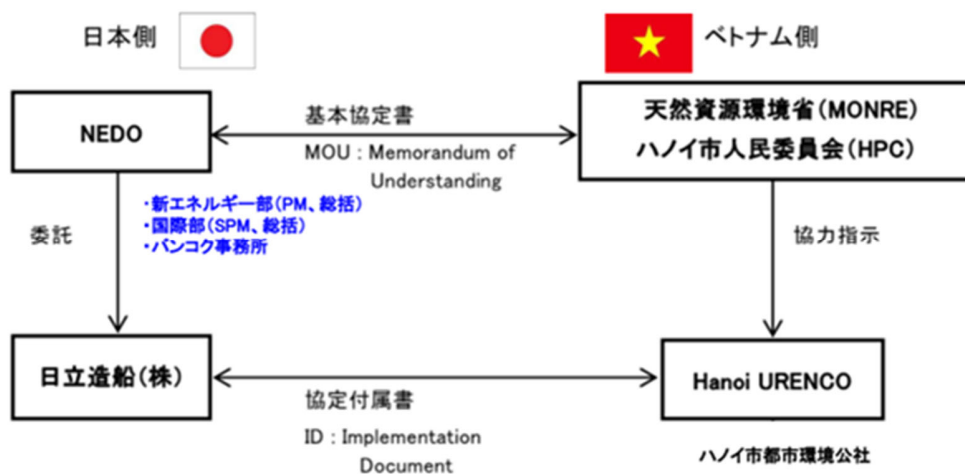 日本側
ベトナム側
NEDO
基本協定書
MOU : Memorandum of
Understanding
天然資源環境省(MONRE)
ハノイ市人民委員会(HPC)
・新エネルギー部(PM、総括)
・国際部(SPM、総括)
・バンコク事務所
委託
協力指示
日立造船(株)
協定付属書
ID : Implementation
Document
Hanoi URENCO
ハノイ市都市環境公社